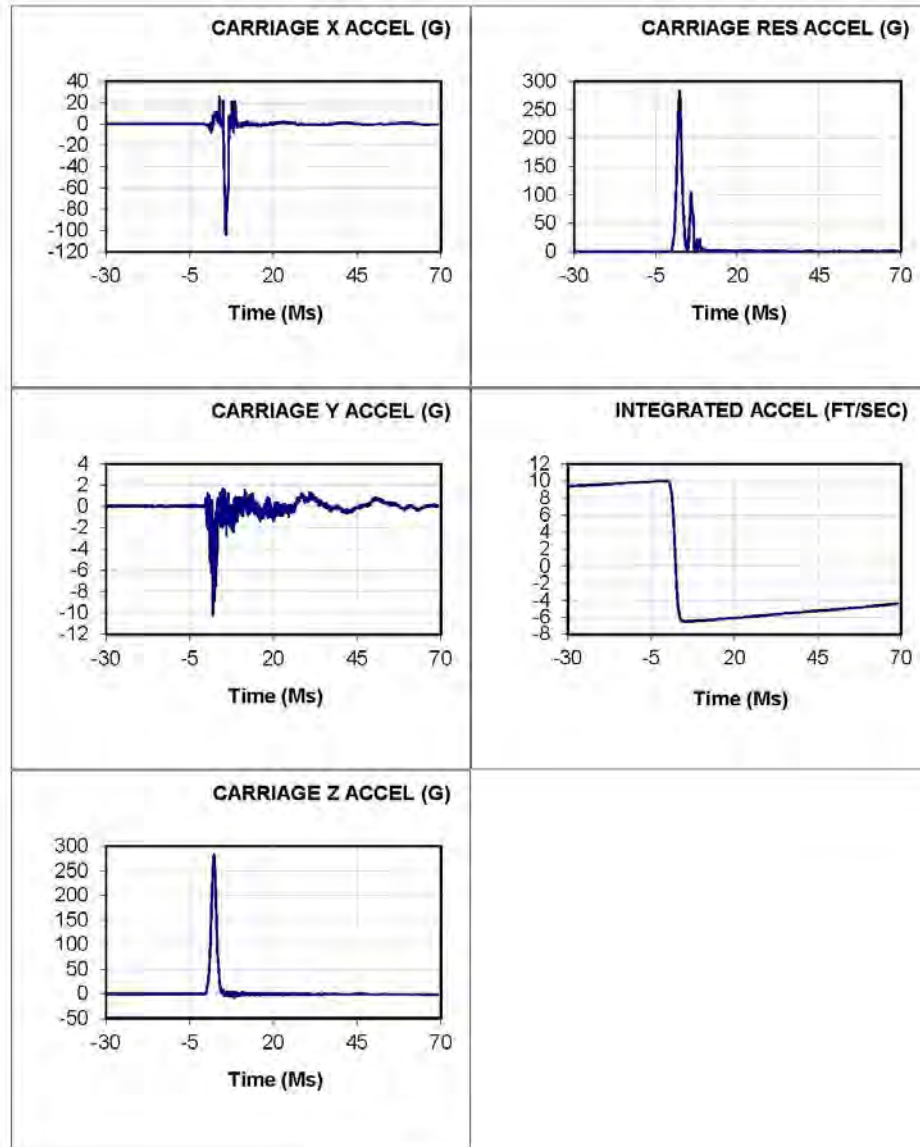 CARRIAGE X ACCEL (G)
40
20
0
-20
-40
-60
-80
-100
-120
-30 -5 20 45 70
Time (Ms)
CARRIAGE RES ACCEL (G)
300
250
200
150
100
50
0
-30 -5 20 45 70
Time (Ms)
CARRIAGE Y ACCEL (G)
4
2
0
-2
-4
-6
-8
-10
-12
-30 -5 20 45 70
Time (Ms)
INTEGRATED ACCEL (FT/SEC)
12
10
8
6
4
2
0
-2
-4
-6
-8
-30 -5 20 45 70
Time (Ms)
CARRIAGE Z ACCEL (G)
300
250
200
150
100
50
0
-50
-30 -5 20 45 70
Time (Ms)